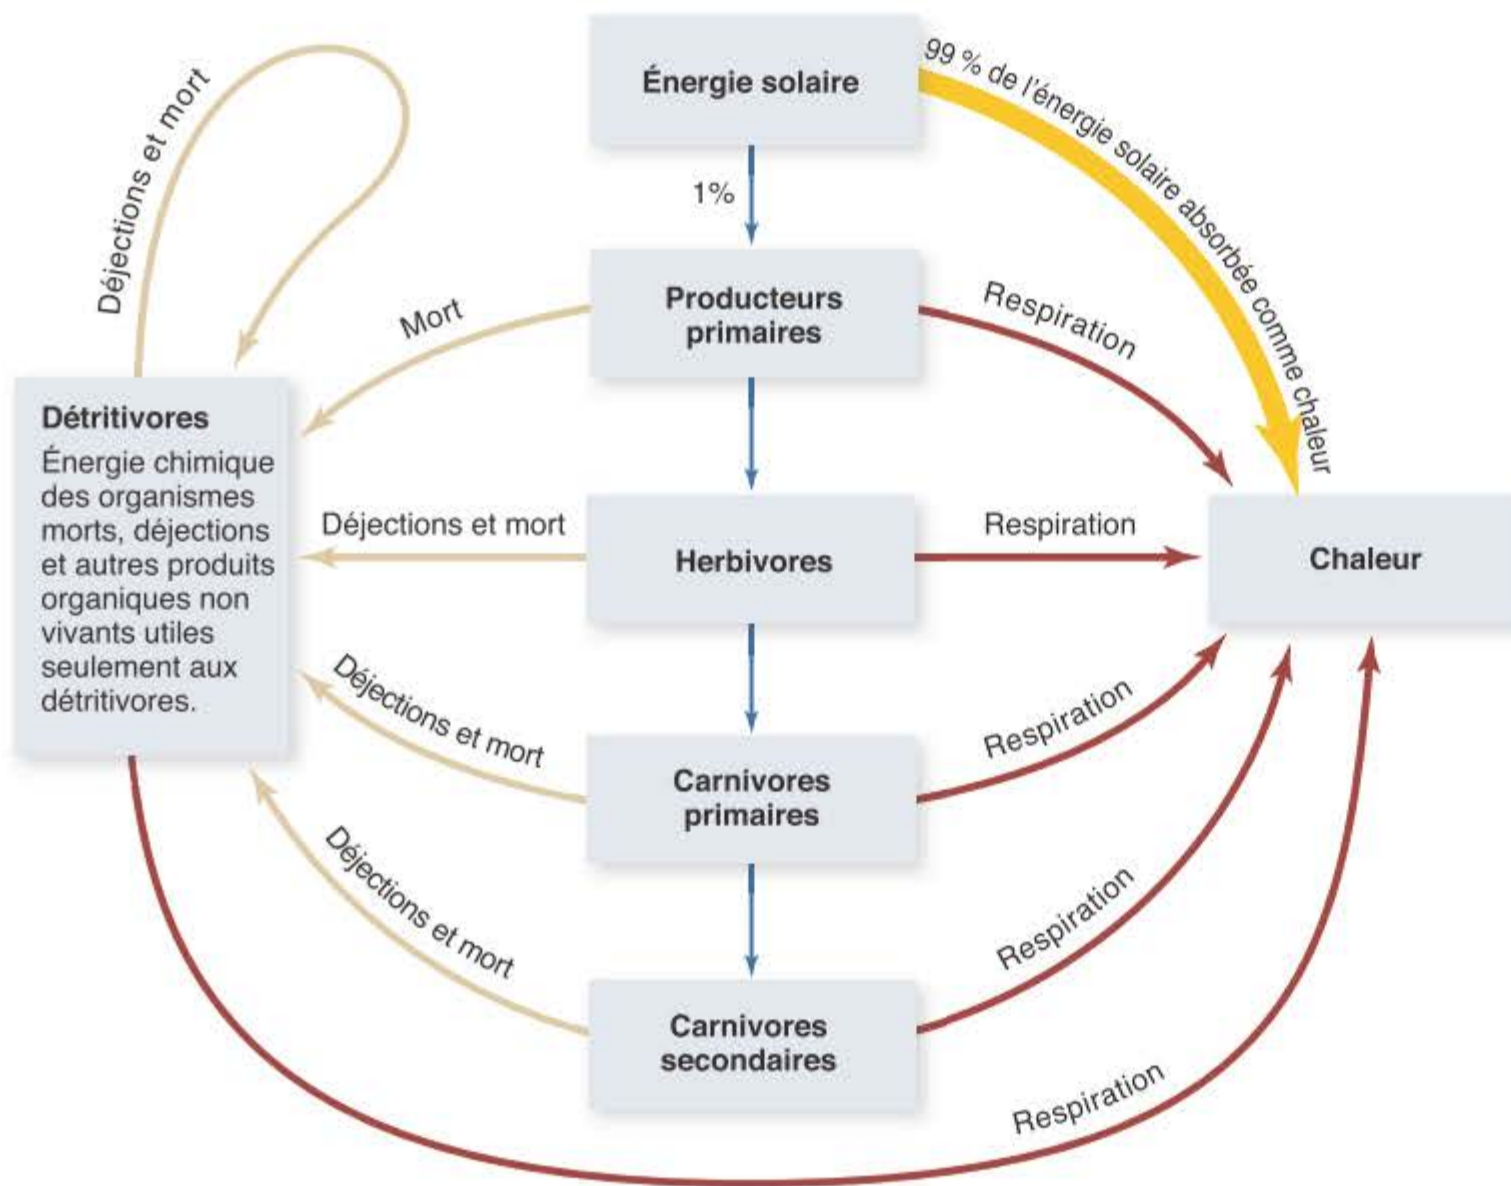 Énergie solaire
99 % de l'énergie solaire absorbée comme chaleur
1%
Déjections et mort
Producteurs
primaires
Mort
Respiration
Détritivores
Énergie chimique
des organismes
morts, déjections
et autres produits
organiques non
vivants utiles
seulement aux
détritivores.
Déjections et mort
Herbivores
Respiration
Chaleur
Déjections et mort
Carnivores
primaires
Respiration
Déjections et mort
Carnivores
secondaires
Respiration
Respiration